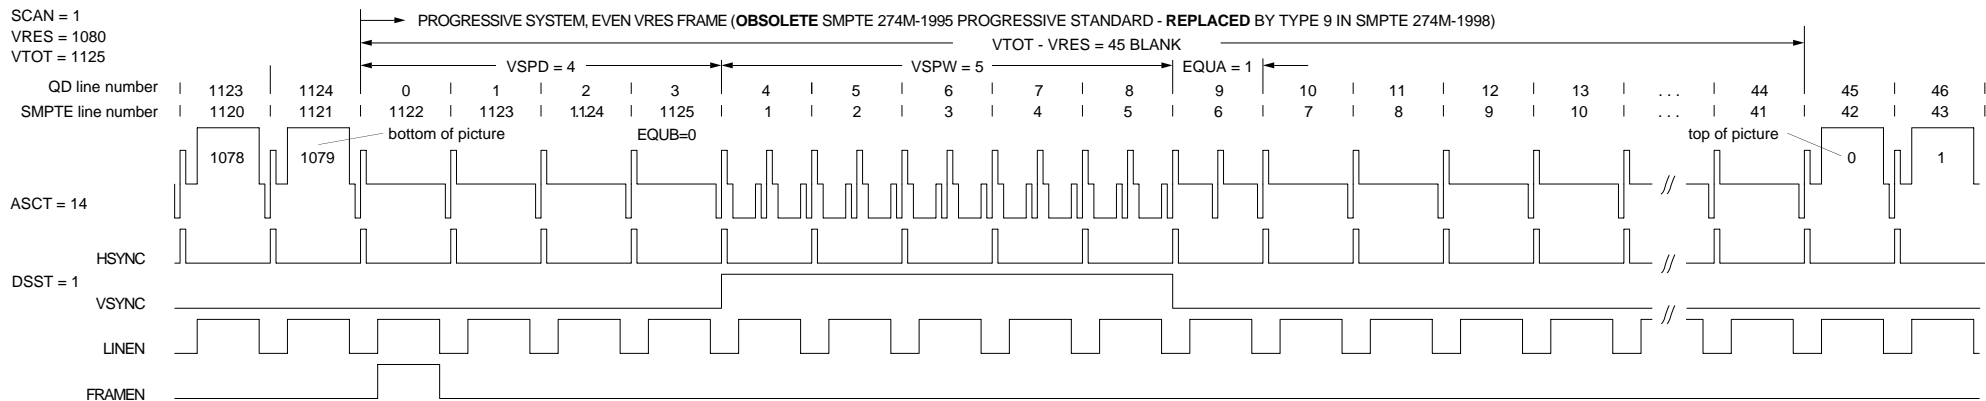 SCAN = 1
PROGRESSIVE SYSTEM, EVEN VRES FRAME (OBSOLETE SMPTE 274M-1995 PROGRESSIVE STANDARD - REPLACED BY TYPE 9 IN SMPTE 274M-1998)
VRES = 1080
VTOT - VRES = 45 BLANK
VTOT = 1125
VSPD = 4 VSPW = 5 EQUA = 1
QD line number 1123 1124 0 1 2 3 4 5 6 7 8 9 10 11 12 13 ... 44 45 46
SMPTE line number 1120 1121 1122 1123 1124 1125 1 2 3 4 5 6 7 8 9 10 ... 41 42 43
bottom of picture EQUB=0 top of picture
1078 1079 0 1
ASCT = 14
HSYNC
DSST = 1
VSYNC
LINEN
FRAMEN